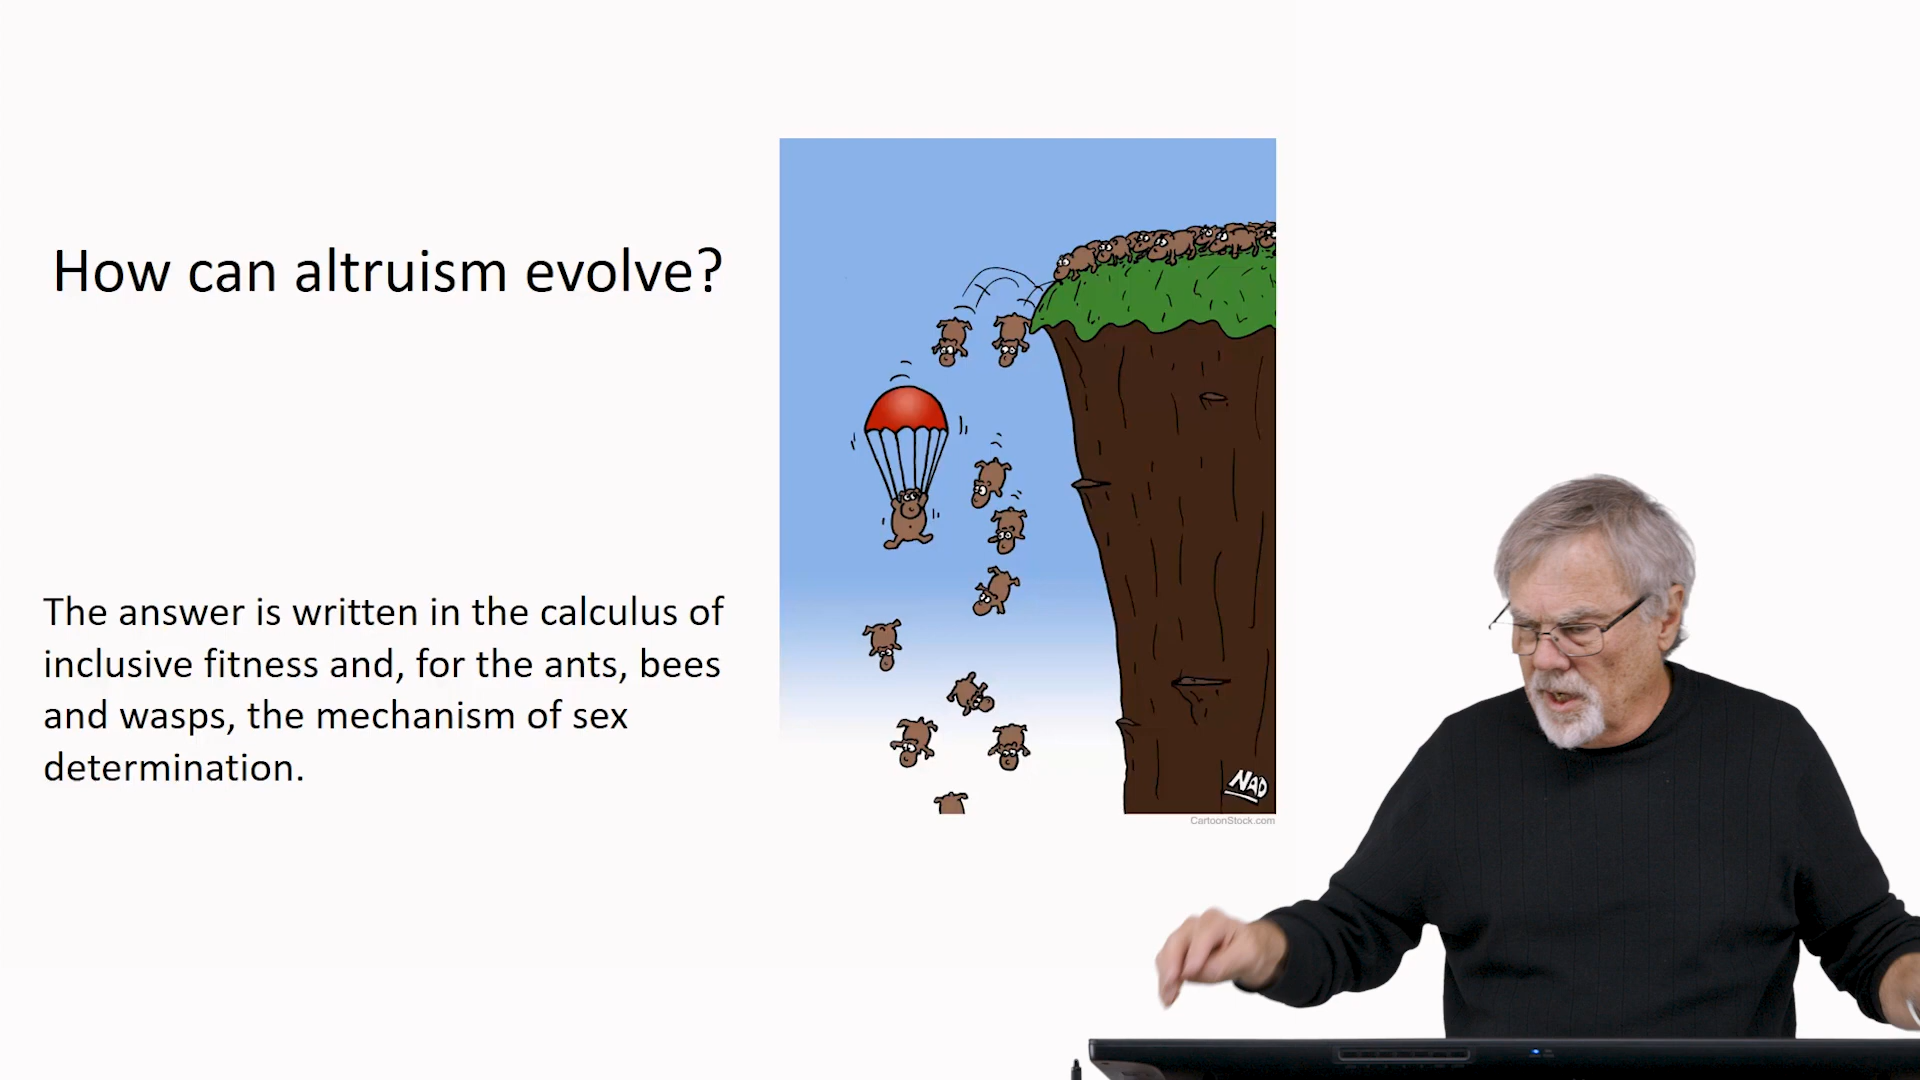 How can altruism evolve?
The answer is written in the calculus of
inclusive fitness and, for the ants, bees
and wasps, the mechanism of sex
determination.
NAD
CartoonStock.com